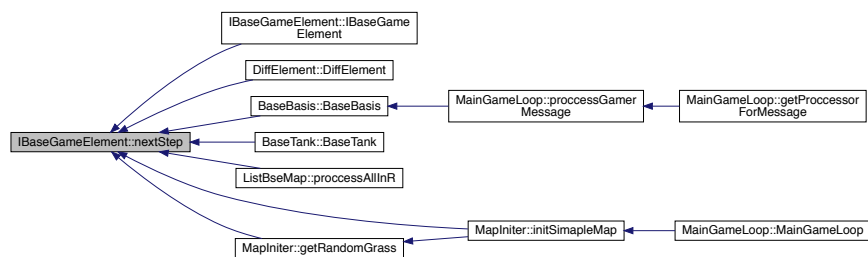 IBaseGameElement::IBaseGame
Element
DiffElement::DiffElement
BaseBasis::BaseBasis
MainGameLoop::proccessGamer
Message
MainGameLoop::getProccessor
ForMessage
IBaseGameElement::nextStep
BaseTank::BaseTank
ListBseMap::proccessAllInR
MapIniter::initSimapleMap
MainGameLoop::MainGameLoop
MapIniter::getRandomGrass